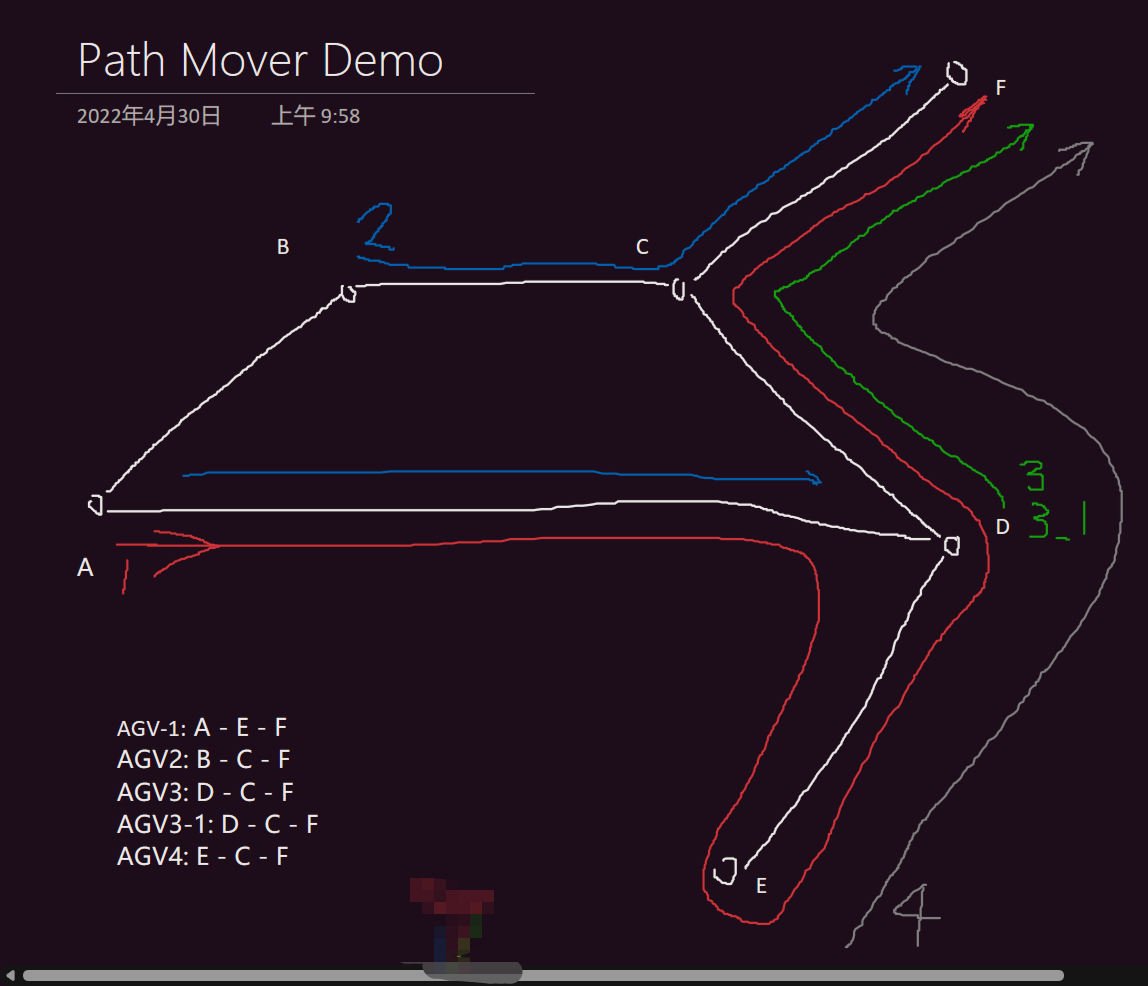 Path Mover Demo
2022年4月30日 上午 9:58
F
2
B
C
3
3_1
D
A
1
AGV-1: A - E - F
AGV2: B - C - F
AGV3: D - C - F
AGV3-1: D - C - F
AGV4: E - C - F
E
4